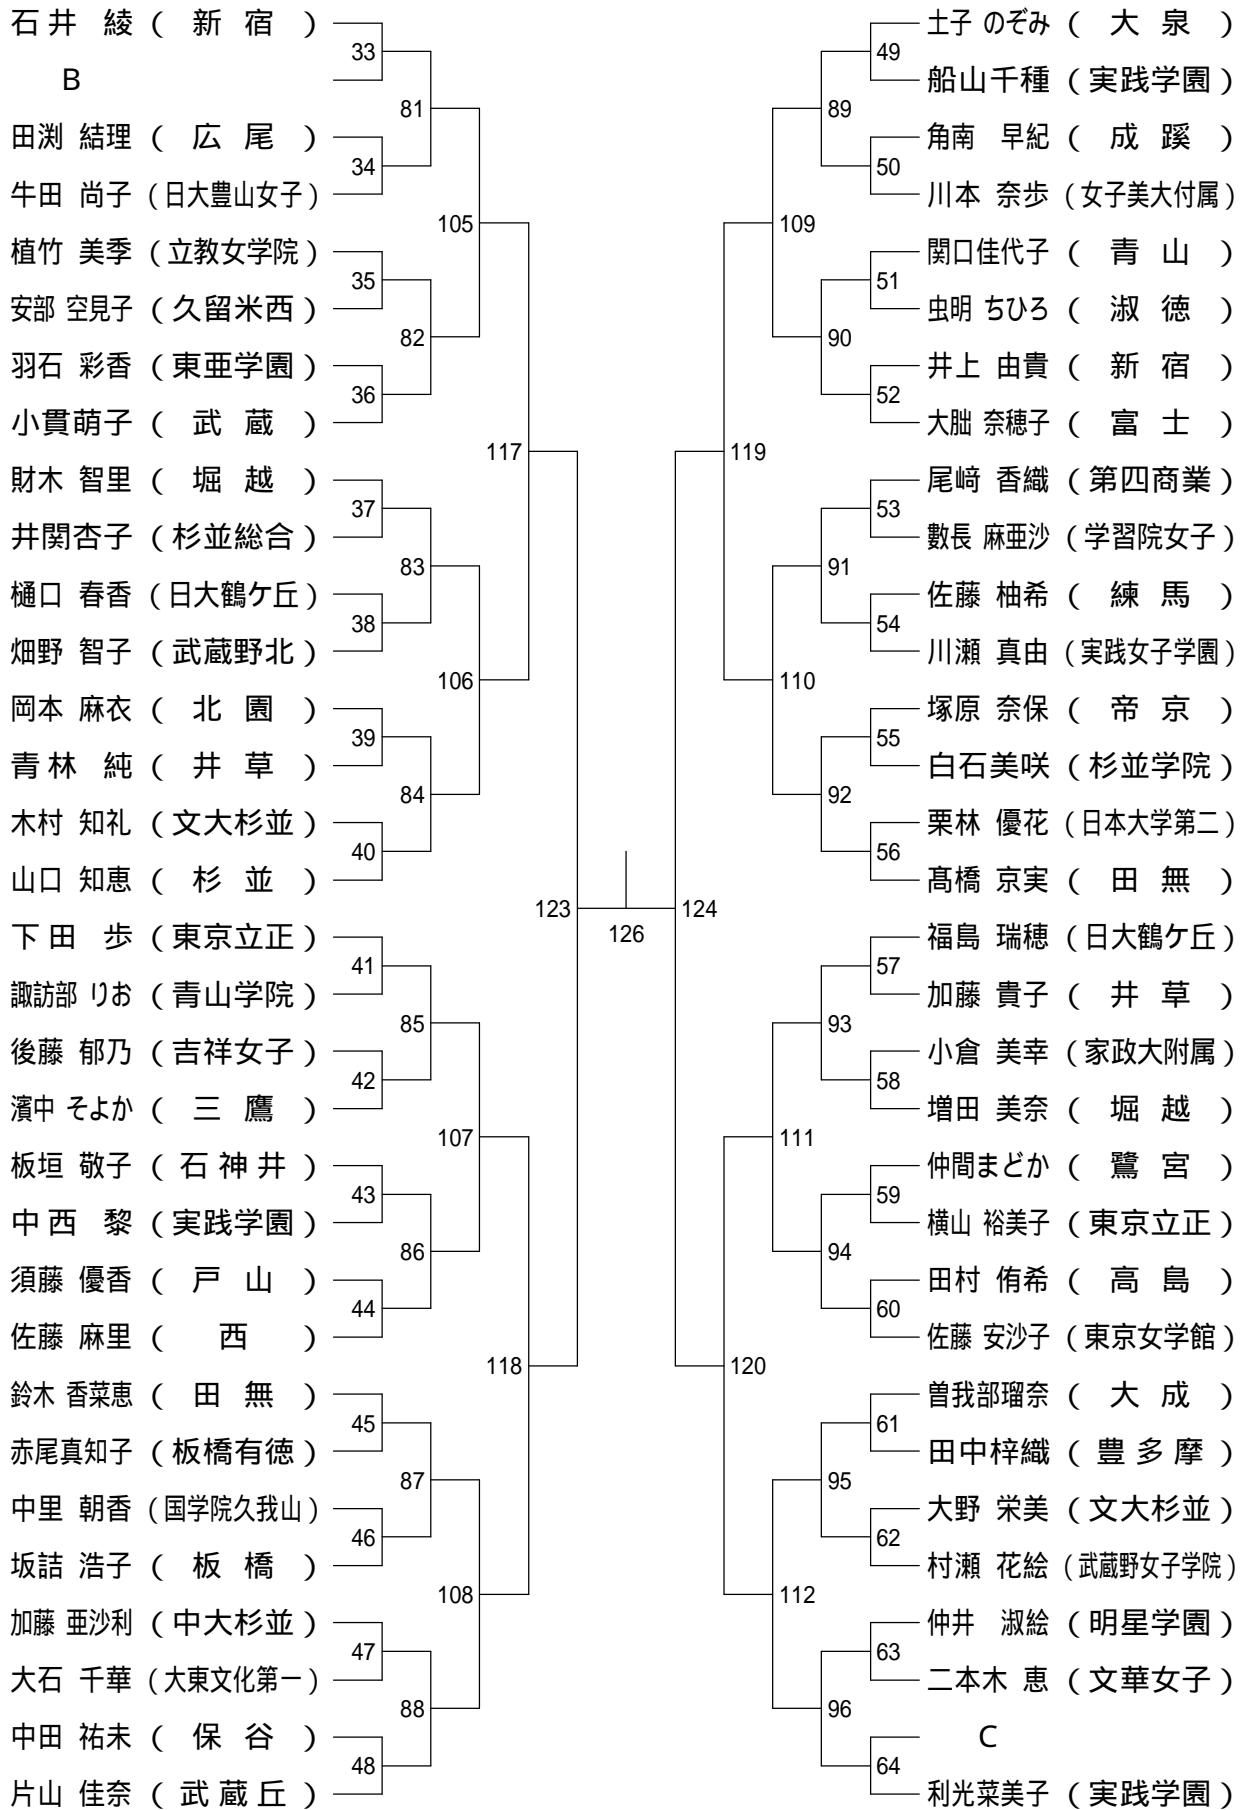 石井 綾 ( 新 宿 )
33
B
81
田渕 結理 ( 広 尾 )
34
牛田 尚子 (日大豊山女子)
105
植竹 美季 (立教女学院)
35
安部 空見子 (久留米西)
82
羽石 彩香 (東亜学園)
36
小貫萌子 ( 武 蔵 )
117
財木 智里 ( 堀 越 )
37
井関杏子 (杉並総合)
83
樋口 春香 (日大鶴ケ丘)
38
畑野 智子 (武蔵野北)
106
岡本 麻衣 ( 北 園 )
39
青林 純 ( 井 草 )
84
木村 知礼 (文大杉並)
40
山口 知恵 ( 杉 並 )
123
下田 歩 (東京立正)
41
諏訪部 りお (青山学院)
85
後藤 郁乃 (吉祥女子)
42
濱中 そよか ( 三 鷹 )
107
板垣 敬子 (石神井)
43
中西 黎 (実践学園)
86
須藤 優香 ( 戸 山 )
44
佐藤 麻里 ( 西 )
118
鈴木 香菜恵 ( 田 無 )
45
赤尾真知子 (板橋有徳)
87
中里 朝香 (国学院久我山)
46
坂詰 浩子 ( 板 橋 )
108
加藤 亜沙利 (中大杉並)
47
大石 千華 (大東文化第一)
88
中田 祐未 ( 保 谷 )
48
片山 佳奈 (武蔵丘)
126
土子 のぞみ ( 大 泉 )
49
船山千種 (実践学園)
89
角南 早紀 ( 成 蹊 )
50
川本 奈歩 (女子美大付属)
109
関口佳代子 ( 青 山 )
51
虫明 ちひろ ( 淑 徳 )
90
井上 由貴 ( 新 宿 )
52
大朏 奈穂子 ( 富 士 )
119
尾﨑 香織 (第四商業)
53
數長 麻亜沙 (学習院女子)
91
佐藤 柚希 ( 練 馬 )
54
川瀬 真由 (実践女子学園)
110
塚原 奈保 ( 帝 京 )
55
白石美咲 (杉並学院)
92
栗林 優花 (日本大学第二)
56
髙橋 京実 ( 田 無 )
124
福島 瑞穂 (日大鶴ケ丘)
57
加藤 貴子 ( 井 草 )
93
小倉 美幸 (家政大附属)
58
増田 美奈 ( 堀 越 )
111
仲間まどか ( 鷺 宮 )
59
横山 裕美子 (東京立正)
94
田村 侑希 ( 高 島 )
60
佐藤 安沙子 (東京女学館)
120
曽我部瑠奈 ( 大 成 )
61
田中梓織 (豊多摩)
95
大野 栄美 (文大杉並)
62
村瀬 花絵 (武蔵野女子学院)
112
仲井 淑絵 (明星学園)
63
二本木 恵 (文華女子)
96
C
64
利光菜美子 (実践学園)